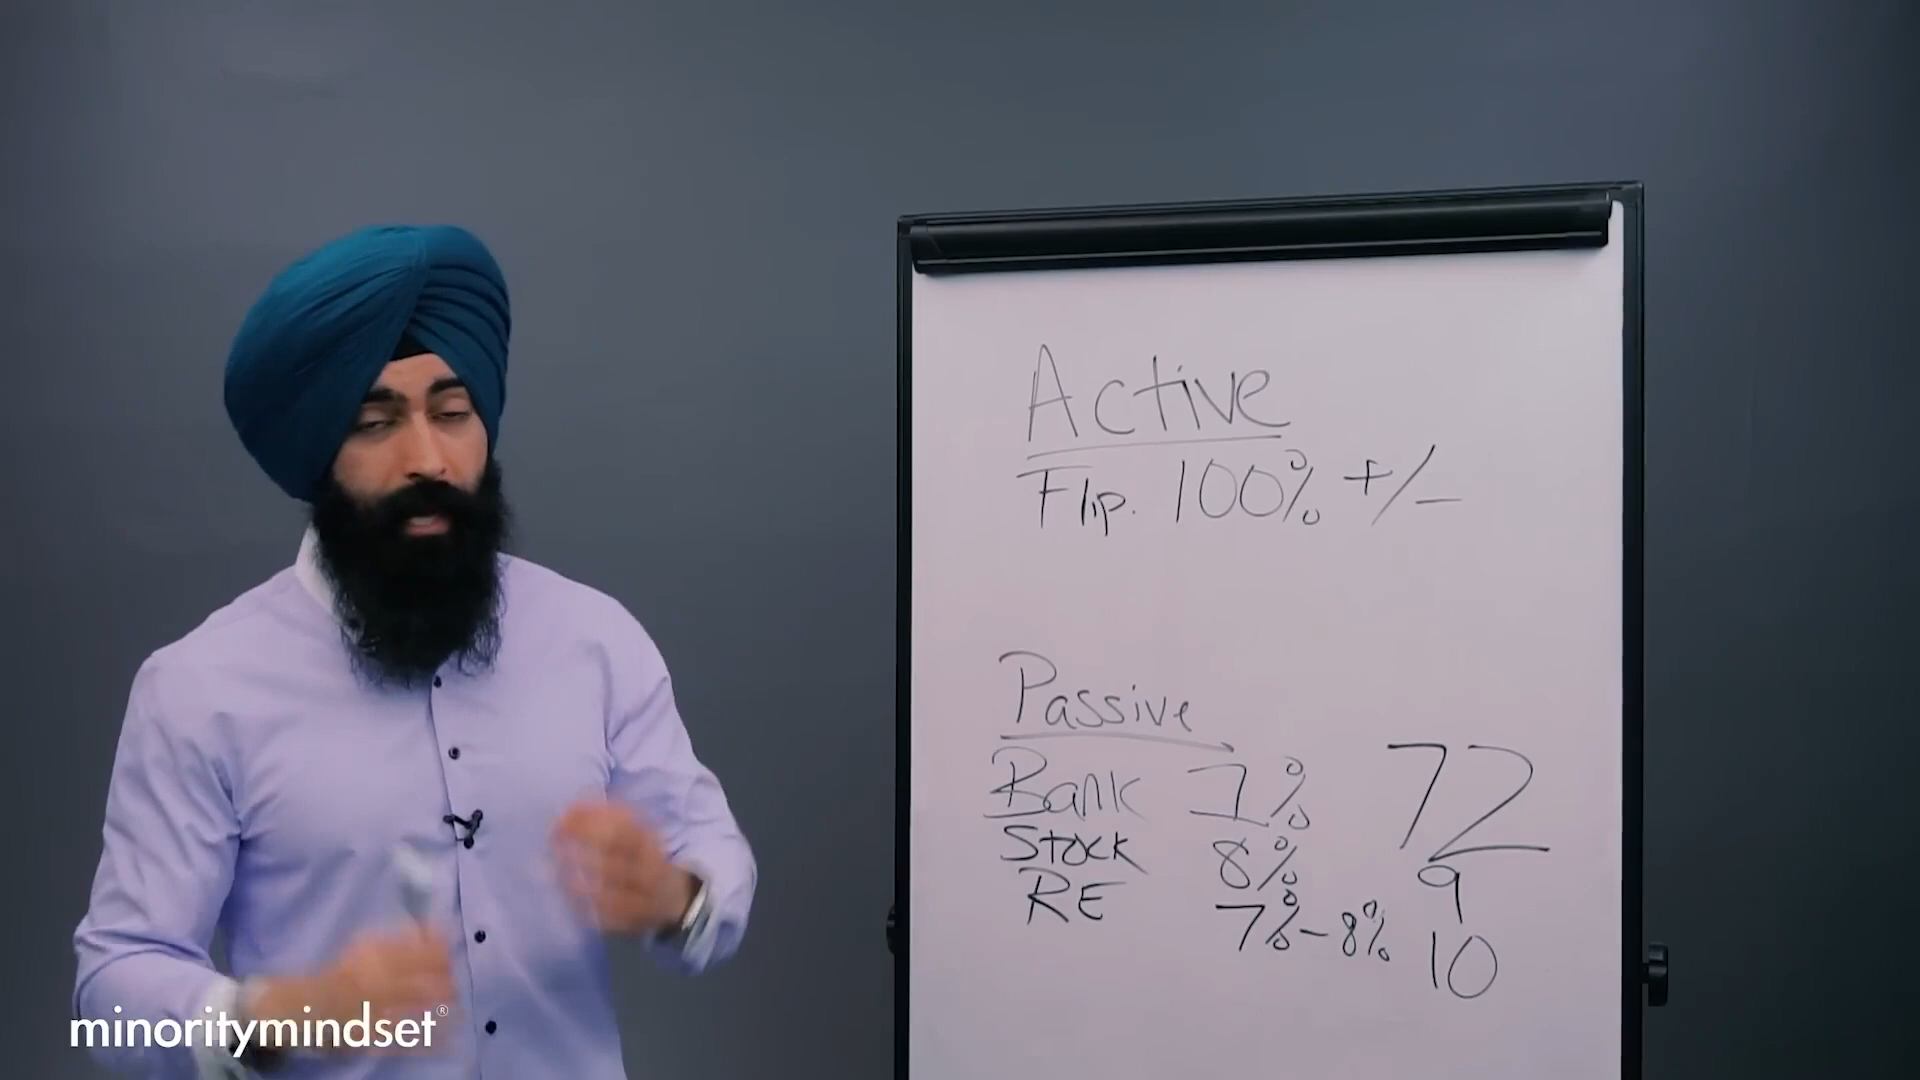 Active
Flip. 100% +/-
Passive
Bank 1% 72
Stock 8% 9
RE 7%-8% 10
minoritymindset®